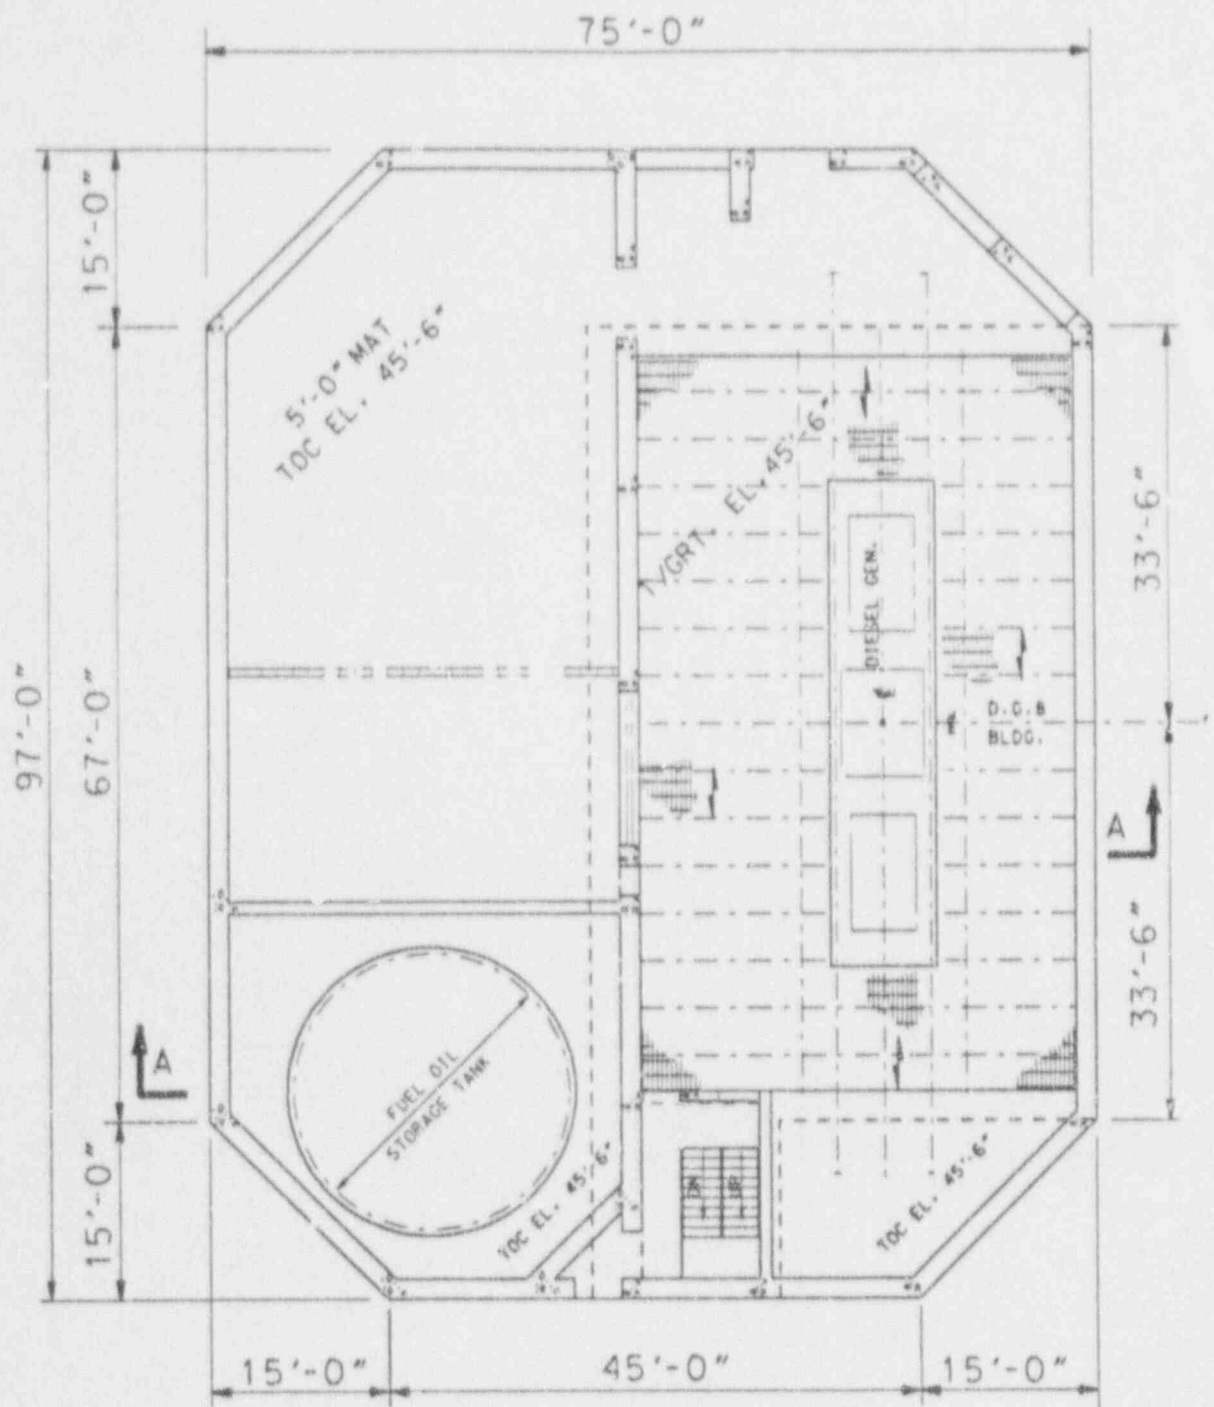 75'-0"
15'-0"
5'-0" MAT
TOC EL. 45'-6"
97'-0"
67'-0"
15'-0"
33'-6"
33'-6"
EL. 45'-6"
DIESEL GEN.
BLDG.
A
A
FUEL OIL
STORAGE TANK
TOC EL. 45'-6"
DN
UP
TOC EL. 45'-6"
15'-0"
45'-0"
15'-0"